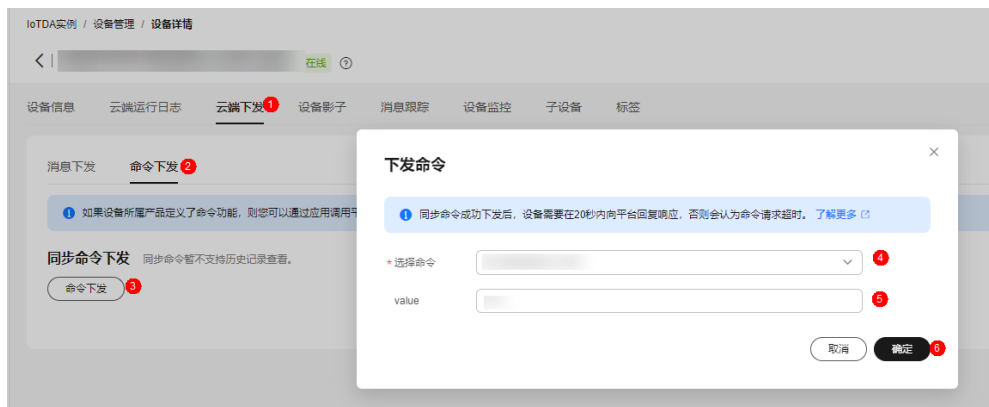 IoTDA实例 / 设备管理 / 设备详情
在线
设备信息 云端运行日志 云端下发 1 设备影子 消息跟踪 设备监控 子设备 标签
消息下发 命令下发 2
如果设备所属产品定义了命令功能，则您可以通过应用调用平
同步命令下发 同步命令暂不支持历史记录查看。
命令下发 3
下发命令
同步命令成功下发后，设备需要在20秒内向平台回复响应，否则会认为命令请求超时。 了解更多
* 选择命令 4
value 5
取消 确定 6